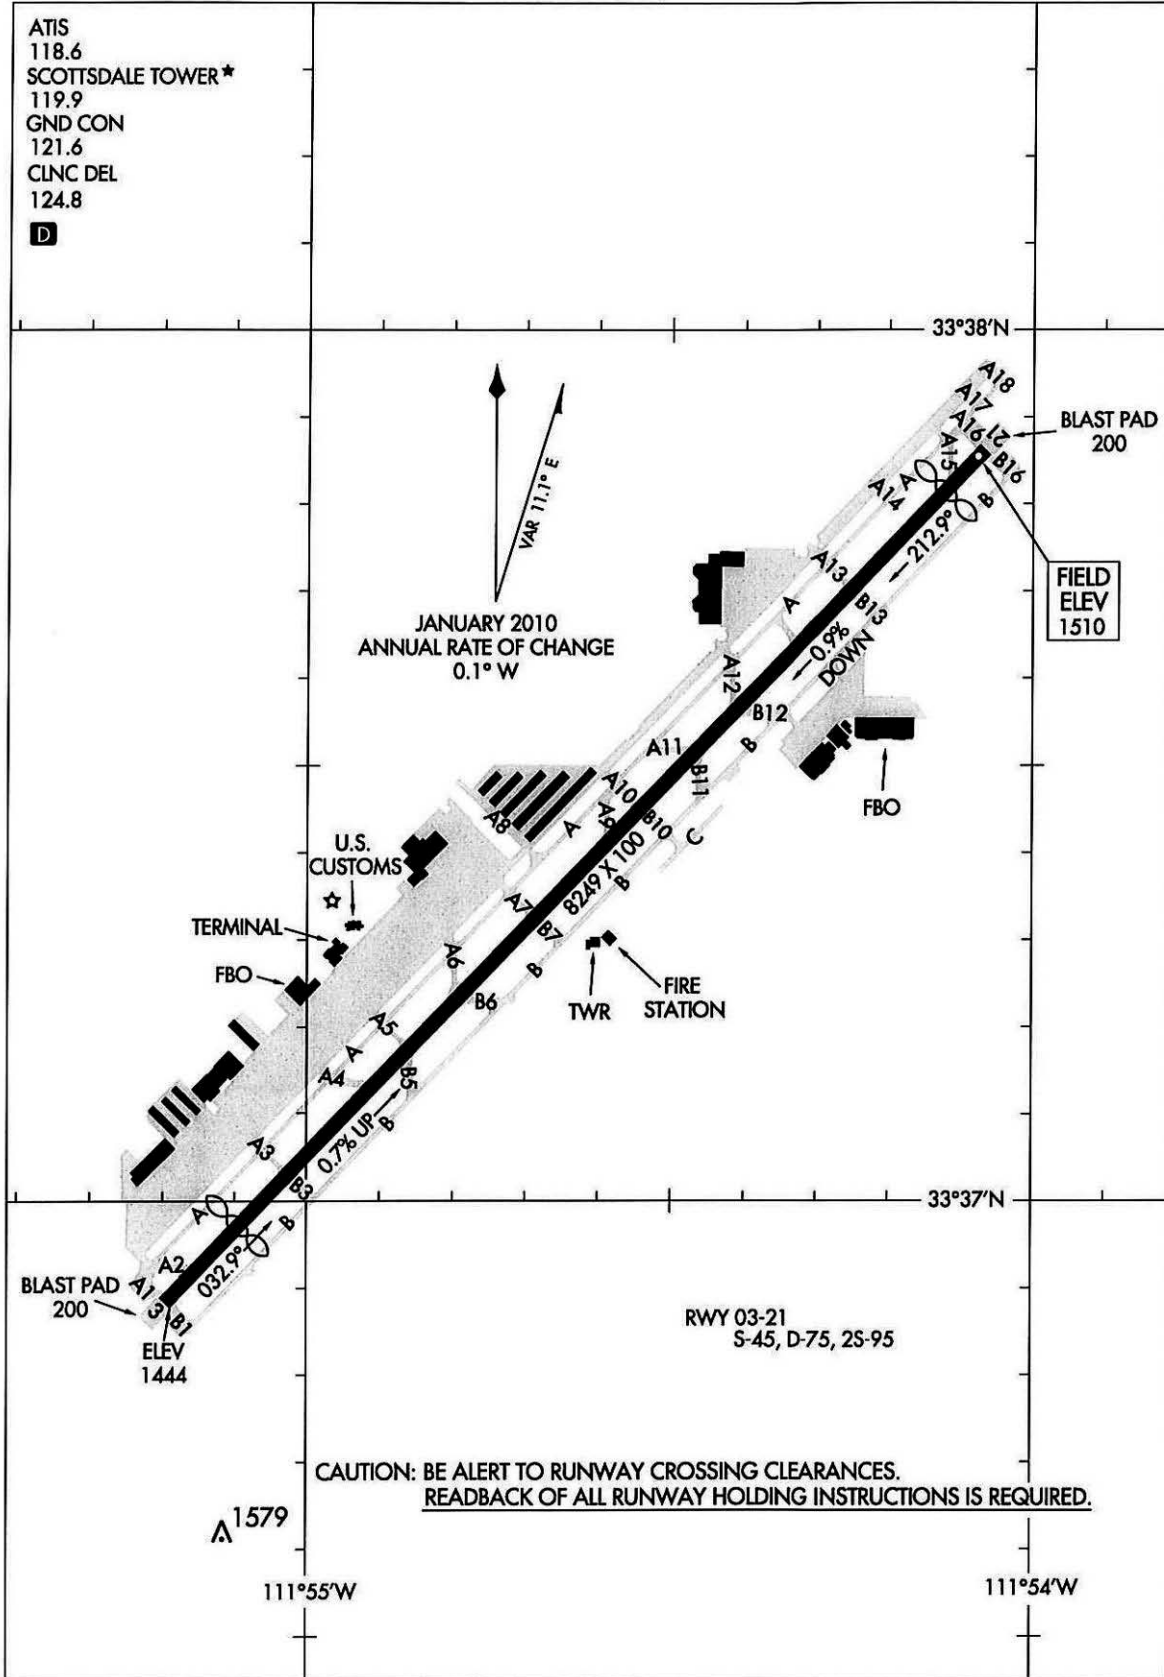 ATIS
118.6
SCOTTSDALE TOWER★
119.9
GND CON
121.6
CLNC DEL
124.8
D
33°38'N
A18
A17
A16
21
A15
B16
BLAST PAD
200
A
A14
B
212.9°
VAR 11.1° E
JANUARY 2010
ANNUAL RATE OF CHANGE
0.1° W
FIELD
ELEV
1510
A13
B13
A
0.9%
DOWN
A12
B12
B
A11
B11
FBO
A10
A9
B10
C
A8
A
8249 X 100
B
U.S.
CUSTOMS
TERMINAL
FBO
A7
B7
B
A6
B6
TWR
FIRE
STATION
A5
A
A4
B5
0.7% UP
B
A3
B3
33°37'N
A
B
A2
032.9°
A1
3
B1
BLAST PAD
200
ELEV
1444
RWY 03-21
S-45, D-75, 2S-95
CAUTION: BE ALERT TO RUNWAY CROSSING CLEARANCES.
READBACK OF ALL RUNWAY HOLDING INSTRUCTIONS IS REQUIRED.
1579
111°55'W
111°54'W